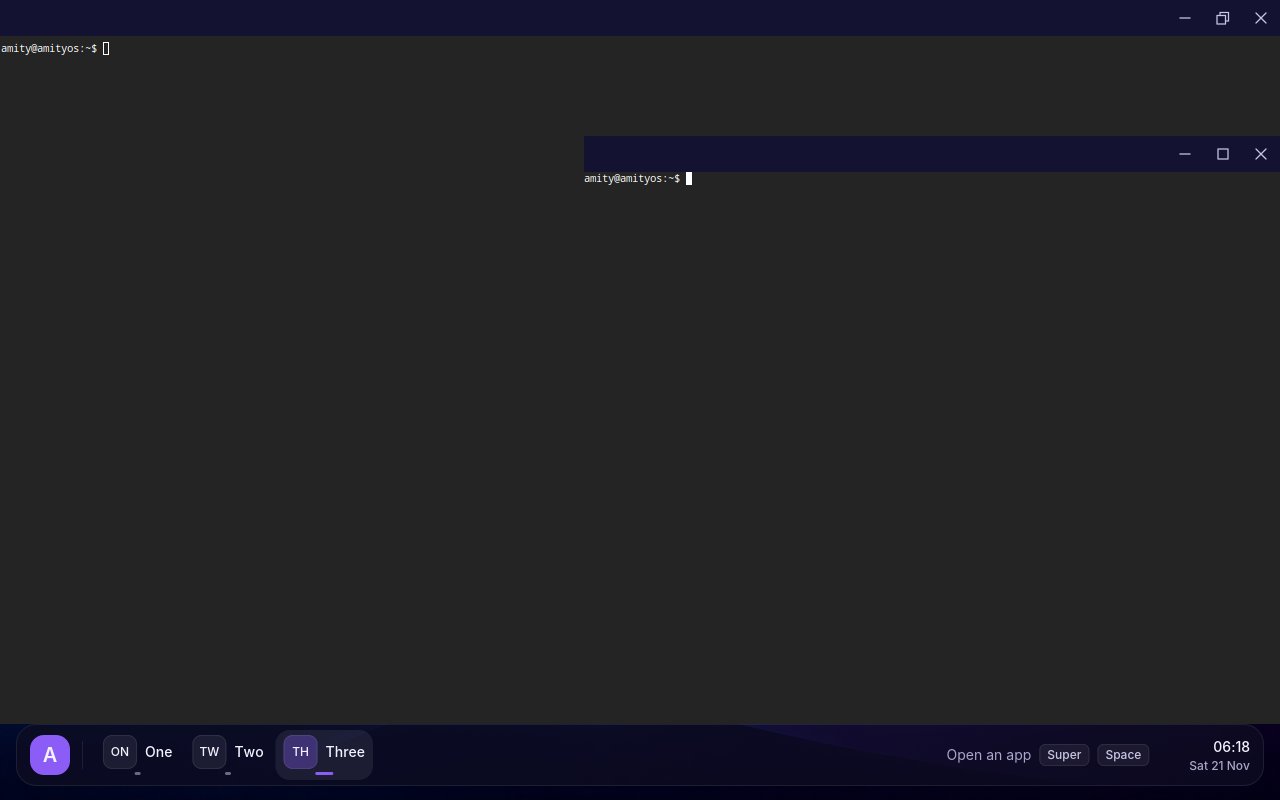 amity@amityos:~$
amity@amityos:~$
A ON One TW Two TH Three Open an app Super Space 06:18
Sat 21 Nov